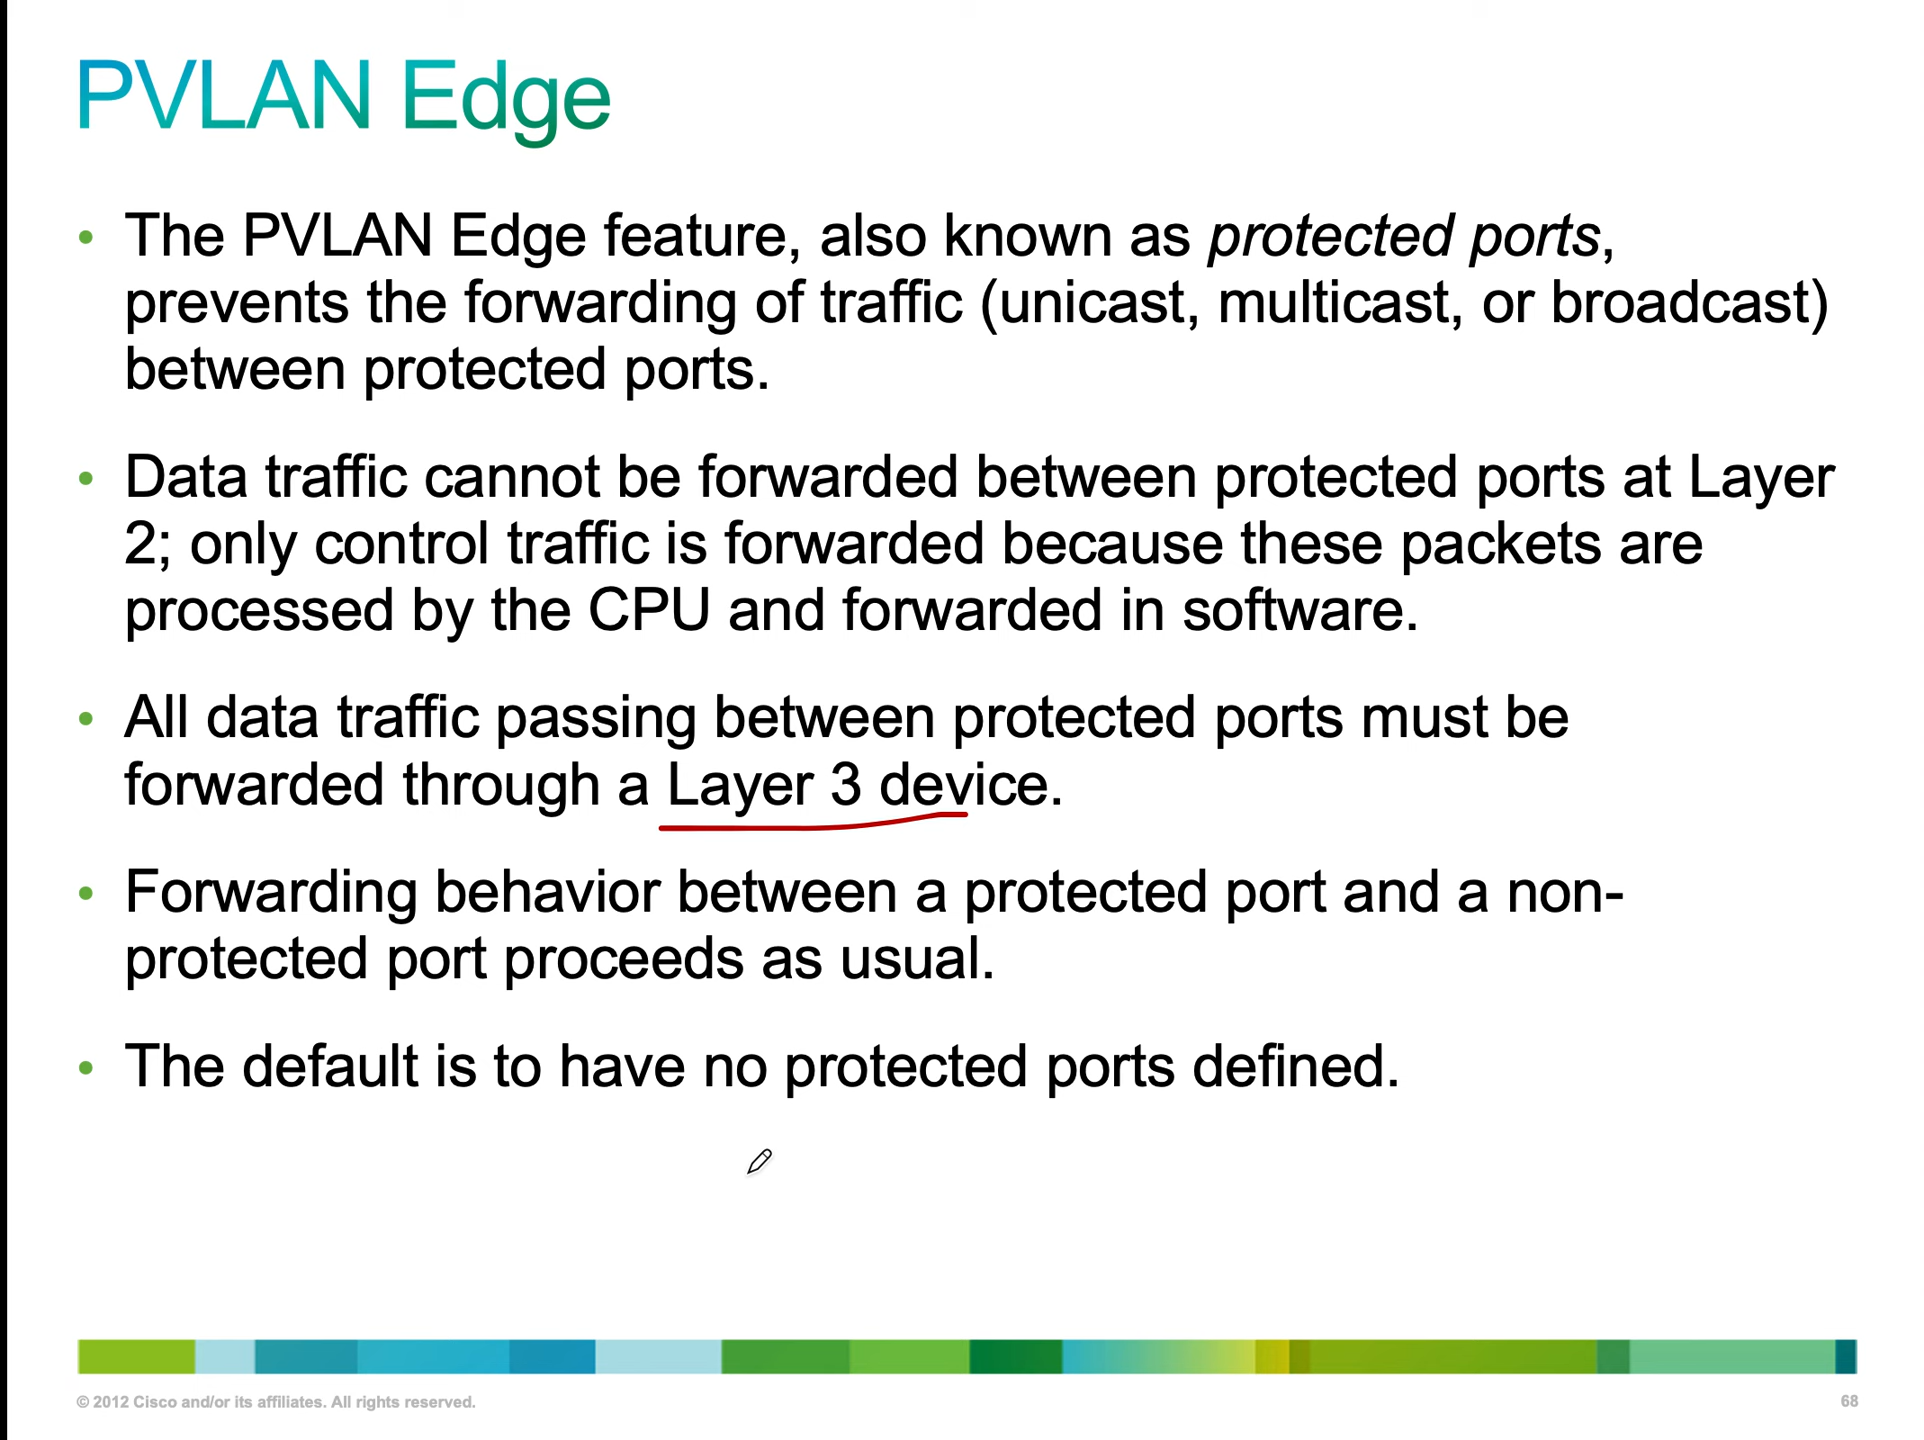 PVLAN Edge
• The PVLAN Edge feature, also known as protected ports,
prevents the forwarding of traffic (unicast, multicast, or broadcast)
between protected ports.
• Data traffic cannot be forwarded between protected ports at Layer
2; only control traffic is forwarded because these packets are
processed by the CPU and forwarded in software.
• All data traffic passing between protected ports must be
forwarded through a Layer 3 device.
• Forwarding behavior between a protected port and a non-
protected port proceeds as usual.
• The default is to have no protected ports defined.
© 2012 Cisco and/or its affiliates. All rights reserved.
68